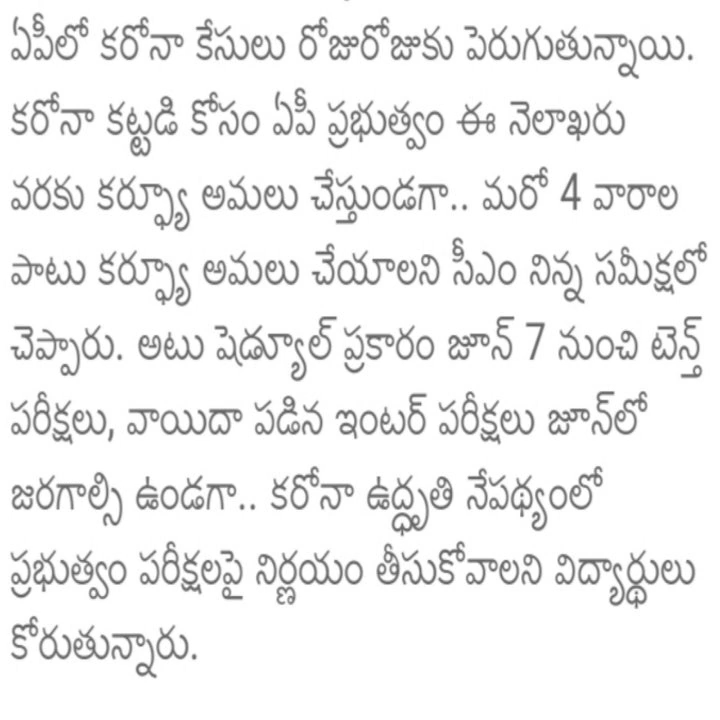 ఏపీలో కరోనా కేసులు రోజురోజుకు పెరుగుతున్నాయి.
కరోనా కట్టడి కోసం ఏపీ ప్రభుత్వం ఈ నెలాఖరు
వరకు కర్ఫ్యూ అమలు చేస్తుండగా.. మరో 4 వారాల
పాటు కర్ఫ్యూ అమలు చేయాలని సీఎం నిన్న సమీక్షలో
చెప్పారు. అటు షెడ్యూల్ ప్రకారం జూన్ 7 నుంచి టెన్త్
పరీక్షలు, వాయిదా పడిన ఇంటర్ పరీక్షలు జూన్‌లో
జరగాల్సి ఉండగా.. కరోనా ఉద్ధృతి నేపథ్యంలో
ప్రభుత్వం పరీక్షలపై నిర్ణయం తీసుకోవాలని విద్యార్థులు
కోరుతున్నారు.